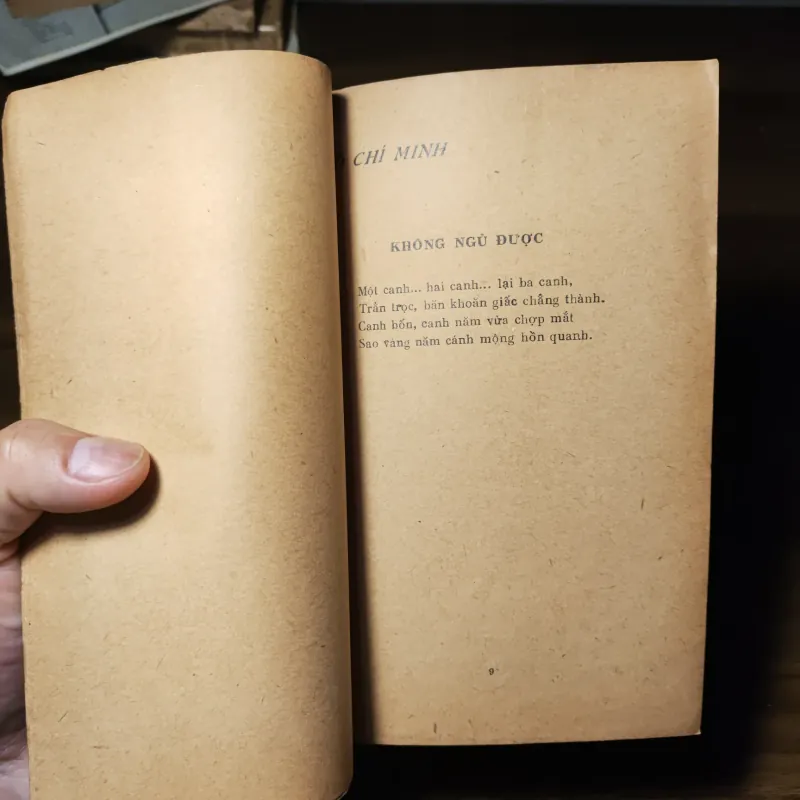 CHÍ MINH
KHÔNG NGỦ ĐƯỢC
Một canh... hai canh... lại ba canh,
Trằn trọc, băn khoăn giấc chẳng thành.
Canh bốn, canh năm vừa chợp mắt
Sao vàng năm cánh mộng hồn quanh.
9